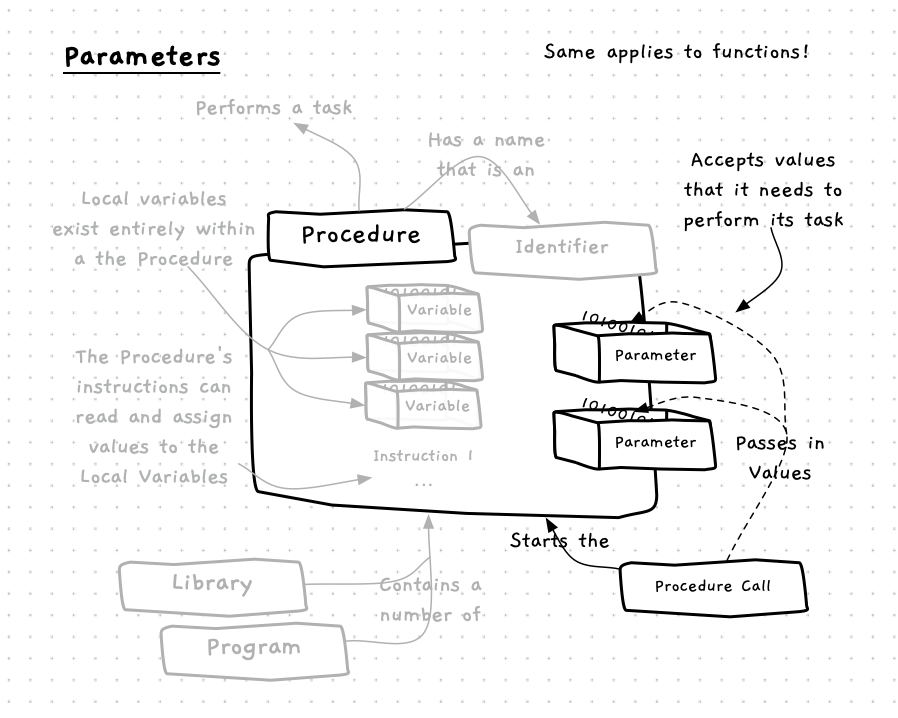 Parameters
Same applies to functions!
Performs a task
Has a name
that is an
Accepts values
that it needs to
perform its task
Local variables
exist entirely within
a the Procedure
Procedure
Identifier
Variable
Variable
Variable
Parameter
Parameter
The Procedure's
instructions can
read and assign
values to the
Local Variables
Instruction 1
...
Passes in
Values
Starts the
Procedure Call
Library
Contains a
number of
Program